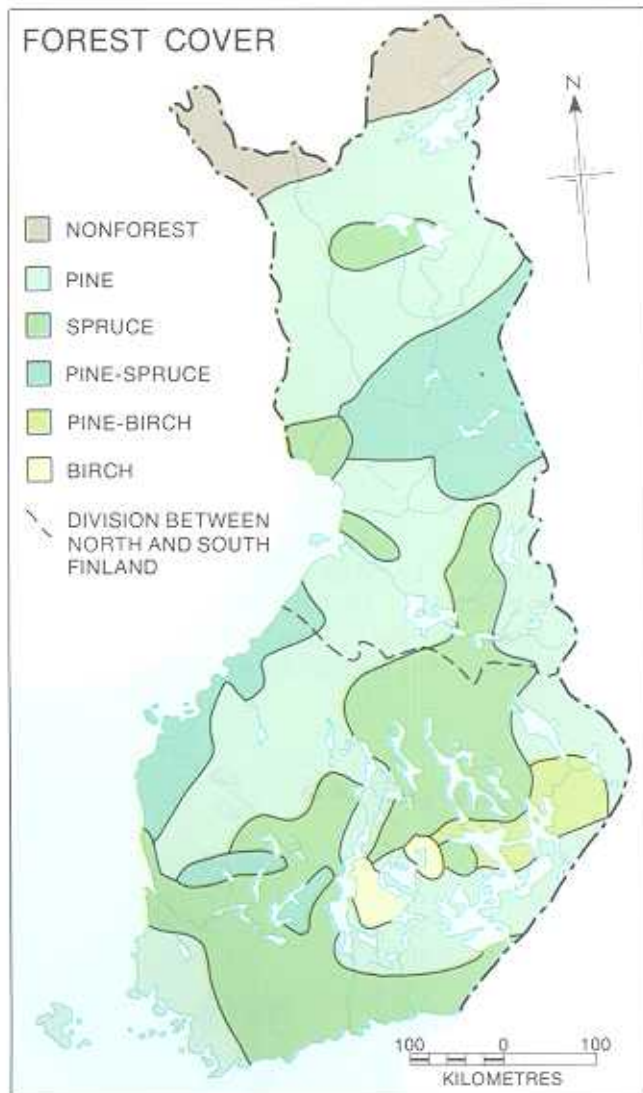 FOREST COVER
N
NONFOREST
PINE
SPRUCE
PINE-SPRUCE
PINE-BIRCH
BIRCH
DIVISION BETWEEN
NORTH AND SOUTH
FINLAND
100 0 100
KILOMETRES